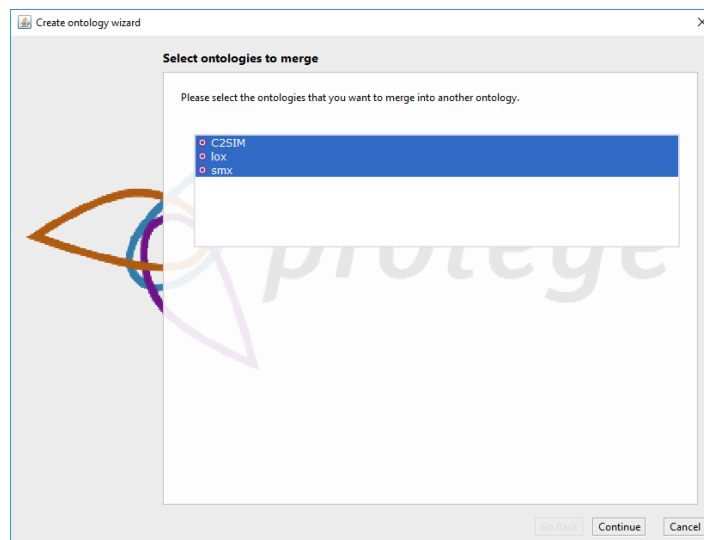 Create ontology wizard
Select ontologies to merge
Please select the ontologies that you want to merge into another ontology.
C2SIM
lox
smx
protégé
Go Back Continue Cancel